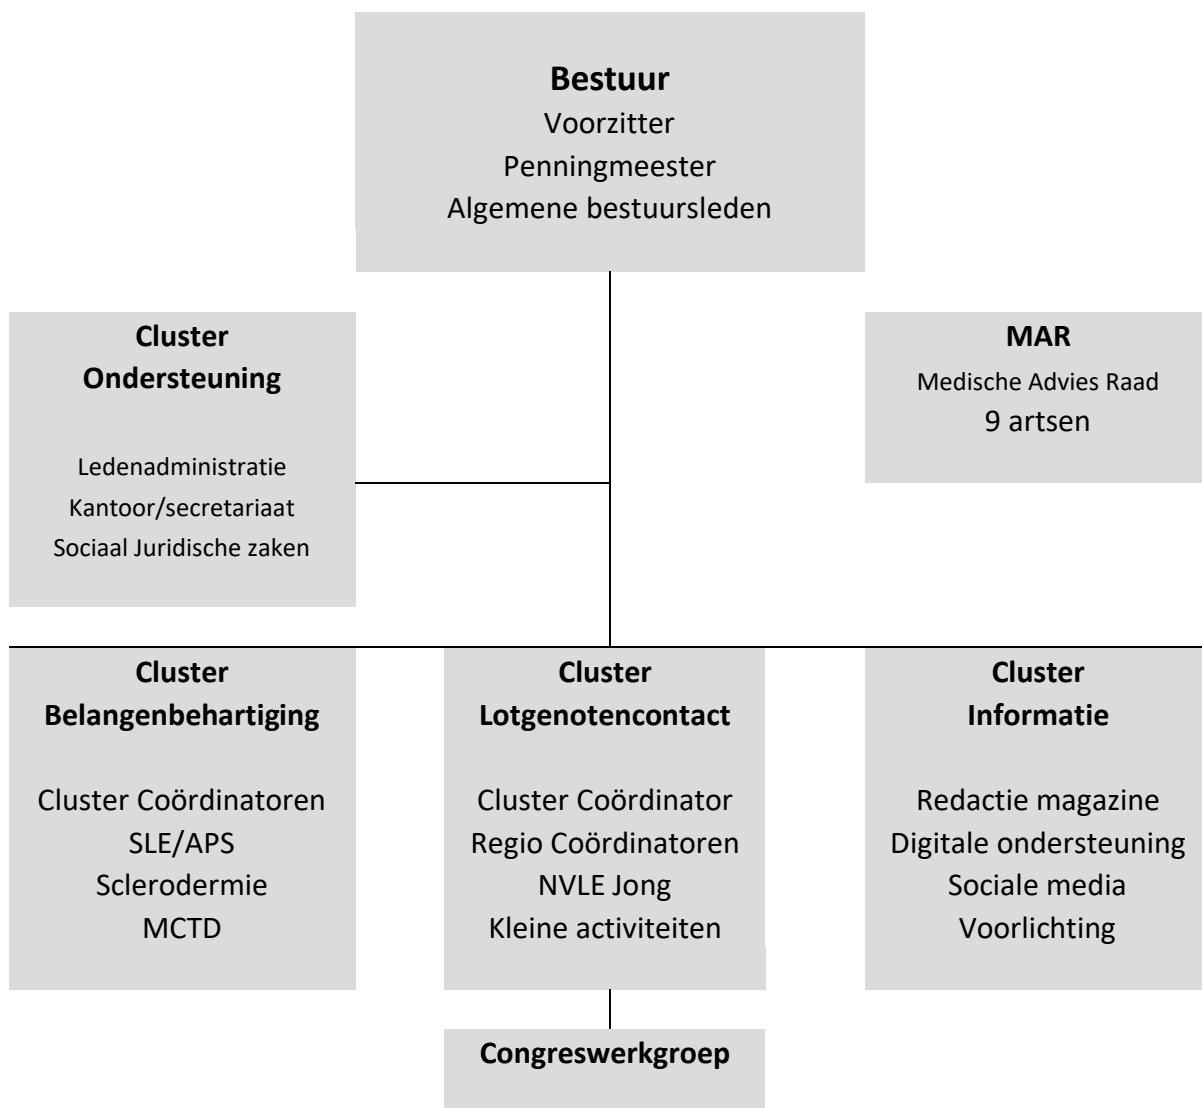 Bestuur
Voorzitter
Penningmeester
Algemene bestuursleden
Cluster
Ondersteuning
Ledenadministratie
Kantoor/secretariaat
Sociaal Juridische zaken
MAR
Medische Advies Raad
9 artsen
Cluster
Belangenbehartiging
Cluster Coördinatoren
SLE/APS
Sclerodermie
MCTD
Cluster
Lotgenotencontact
Cluster Coördinator
Regio Coördinatoren
NVLE Jong
Kleine activiteiten
Cluster
Informatie
Redactie magazine
Digitale ondersteuning
Sociale media
Voorlichting
Congreswerkgroep